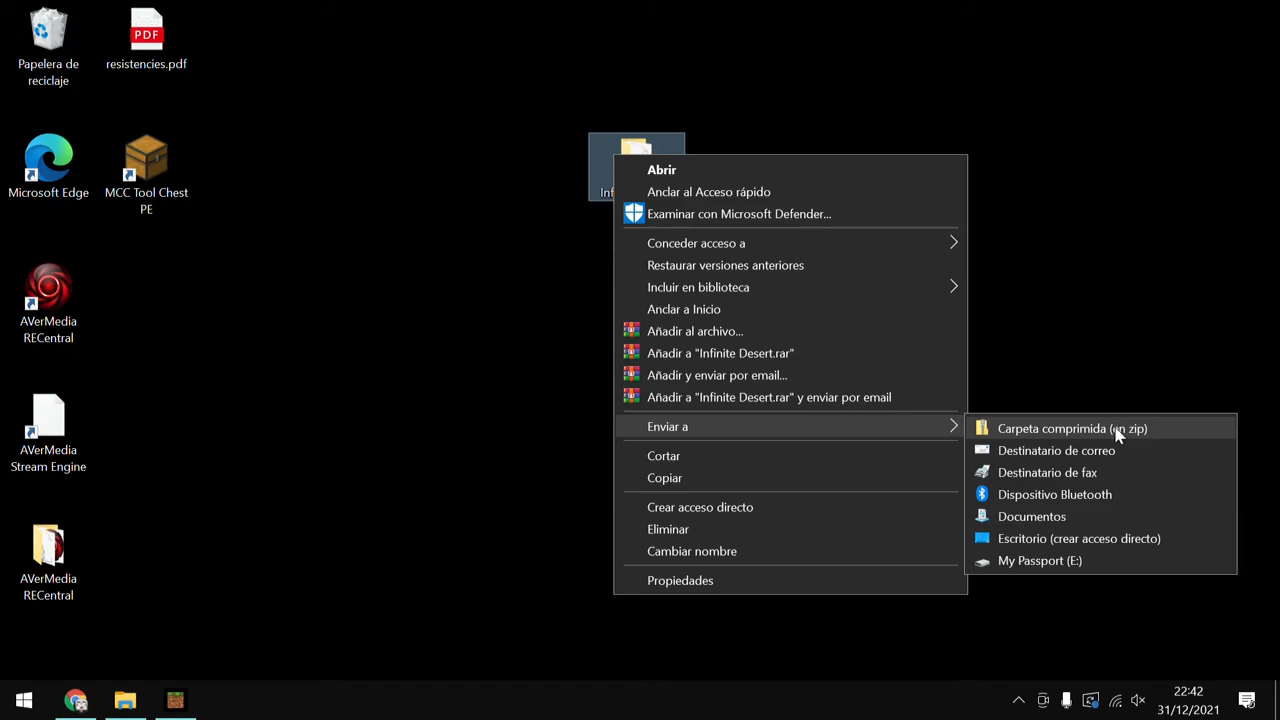 Papelera de
reciclaje
PDF
resistencies.pdf
Microsoft Edge
MCC Tool Chest
PE
AVerMedia
RECentral
AVerMedia
Stream Engine
AVerMedia
RECentral
Inf
Abrir
Anclar al Acceso rápido
Examinar con Microsoft Defender...
Conceder acceso a
Restaurar versiones anteriores
Incluir en biblioteca
Anclar a Inicio
Añadir al archivo...
Añadir a "Infinite Desert.rar"
Añadir y enviar por email...
Añadir a "Infinite Desert.rar" y enviar por email
Enviar a
Cortar
Copiar
Crear acceso directo
Eliminar
Cambiar nombre
Propiedades
Carpeta comprimida (en zip)
Destinatario de correo
Destinatario de fax
Dispositivo Bluetooth
Documentos
Escritorio (crear acceso directo)
My Passport (E:)
22:42
31/12/2021